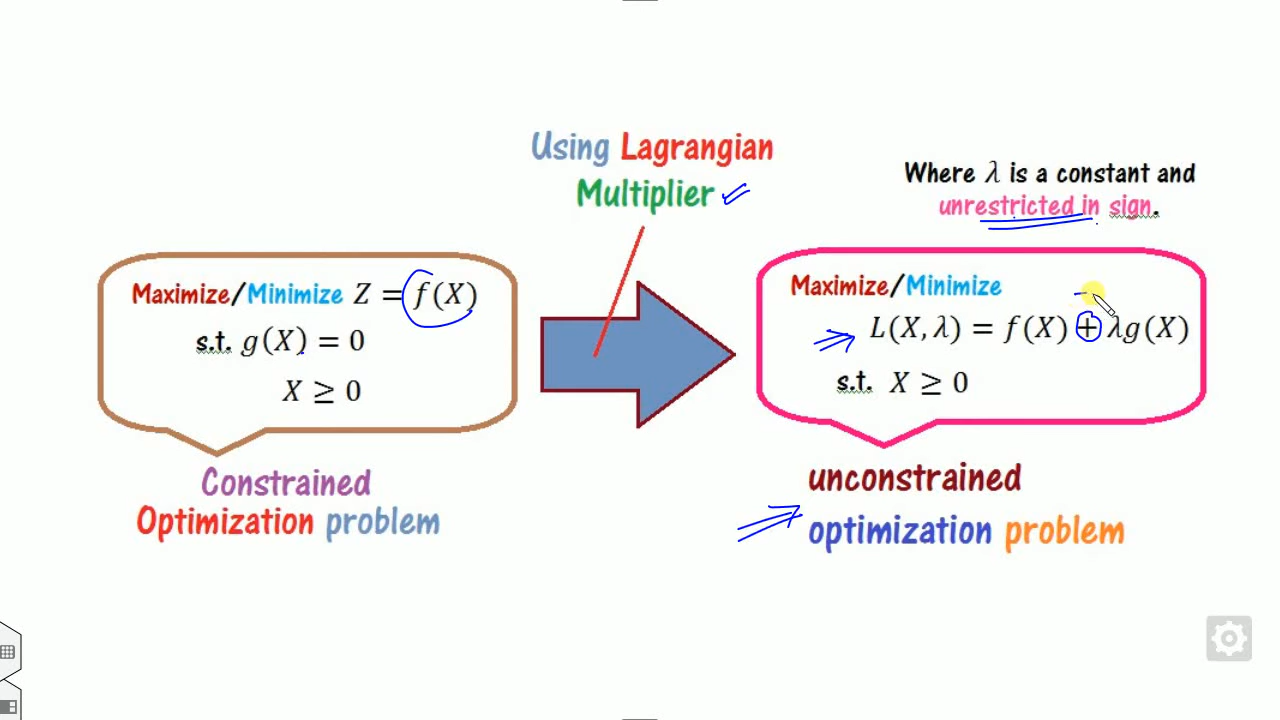 Using Lagrangian
Multiplier
Where λ is a constant and
unrestricted in sign.
Maximize/Minimize Z = f(X)
s.t. g(X) = 0
X ≥ 0
Maximize/Minimize
L(X, λ) = f(X) + λg(X)
s.t. X ≥ 0
Constrained
Optimization problem
unconstrained
optimization problem